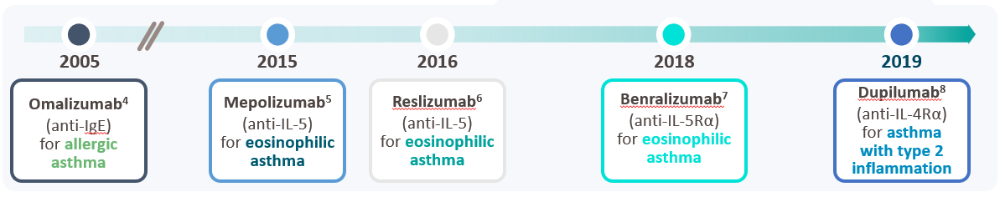 2005
2015
2016
2018
2019
Omalizumab4
(anti-IgE)
for allergic
asthma
Mepolizumab5
(anti-IL-5)
for eosinophilic
asthma
Reslizumab6
(anti-IL-5)
for eosinophilic
asthma
Benralizumab7
(anti-IL-5Rα)
for eosinophilic
asthma
Dupilumab8
(anti-IL-4Rα)
for asthma
with type 2
inflammation